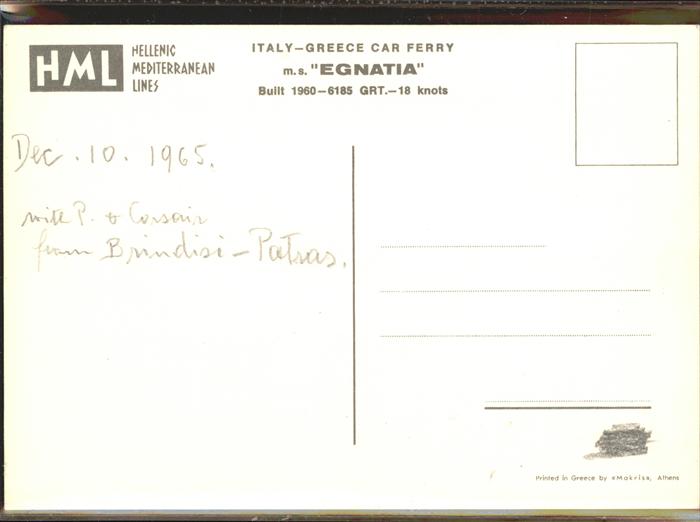 HML
HELLENIC
MEDITERRANEAN
LINES
ITALY–GREECE CAR FERRY
m.s. "EGNATIA"
Built 1960–6185 GRT.–18 knots
Dec. 10. 1965.
with P. & Corsair
from Brindisi – Patras.
Printed in Greece by «Makris», Athens